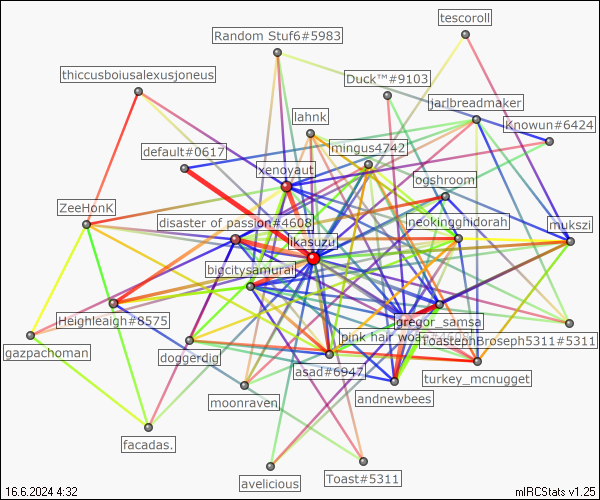 tescoroll
Random Stuf6#5983
thiccusboiusalexusjoneus
Duck™#9103
jarlbreadmaker
lahnk
Knowun#6424
default#0617
mingus4742
xenoyaut
ogshroom
ZeeHonK
disaster of passion#4608
neokingghidorah
mukszi
ikasuzu
bigcitysamurai
Heighleaigh#8575
gregor_samsa
pink hair woa
ToastephBroseph5311#5311
gazpachoman
doggerdig
asad#6947
turkey_mcnugget
moonraven
andnewbees
facadas.
avelicious
Toast#5311
16.6.2024 4:32
mIRCStats v1.25